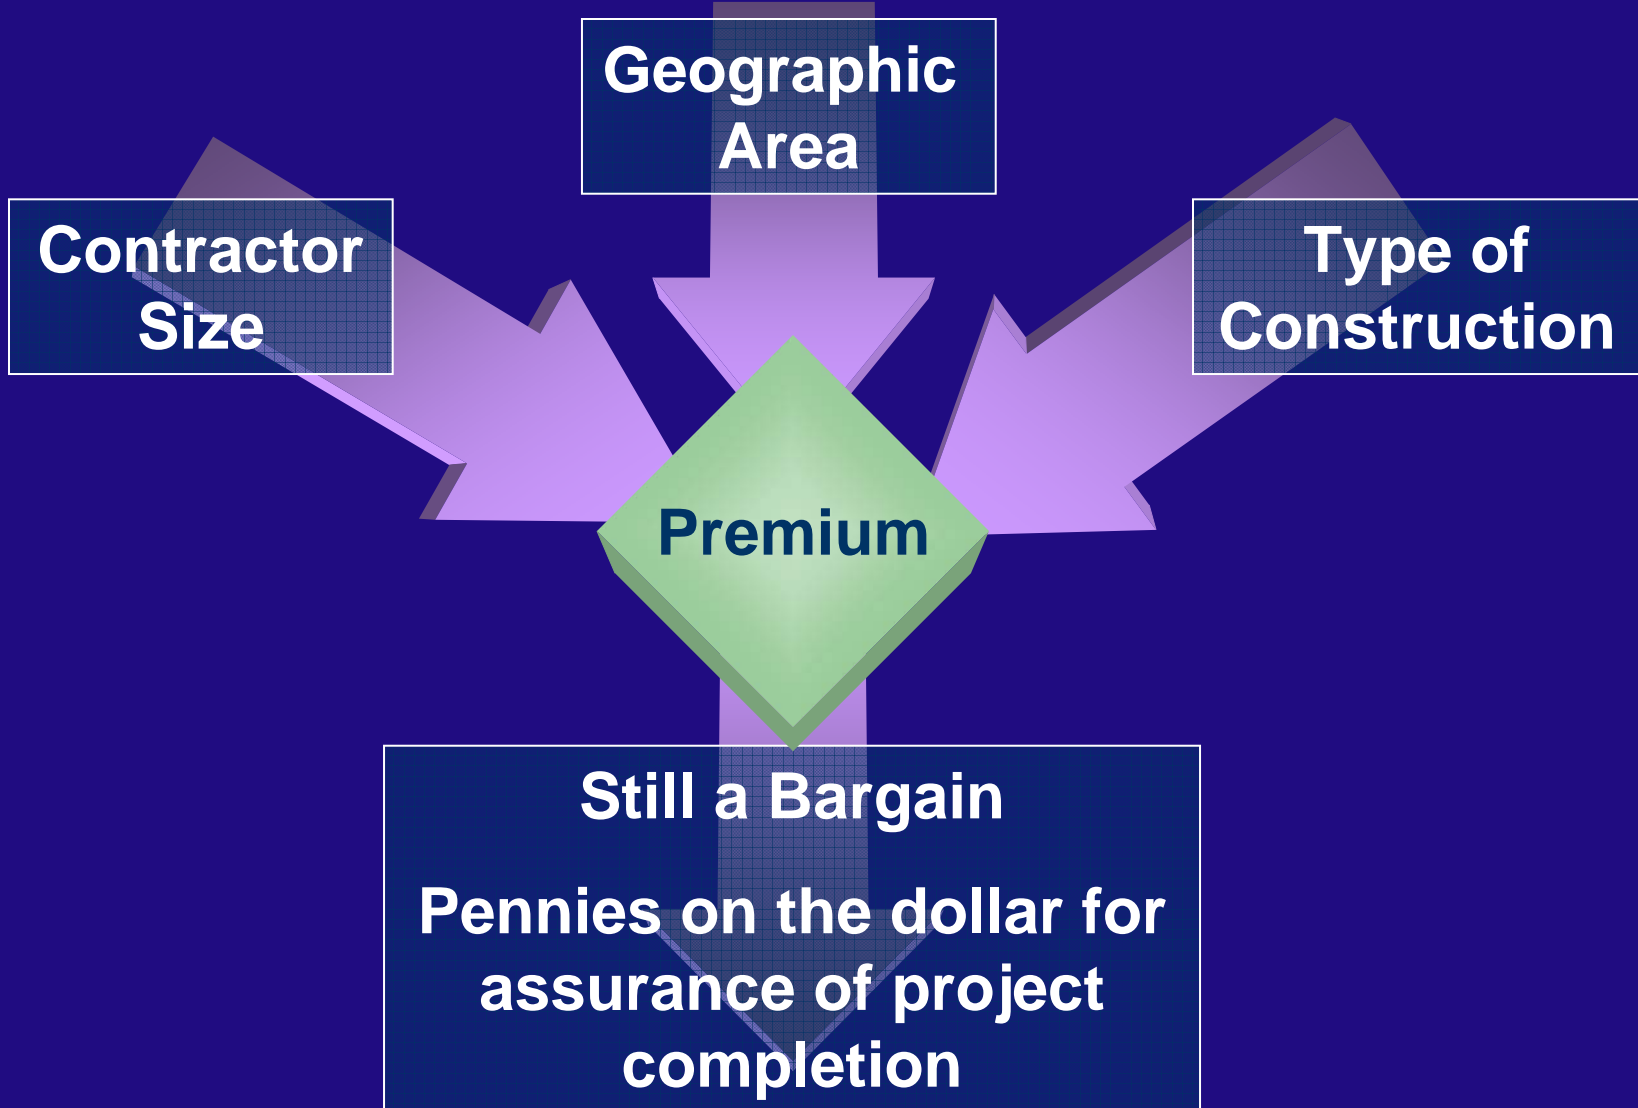 Geographic
Area
Contractor
Size
Type of
Construction
Premium
Still a Bargain
Pennies on the dollar for
assurance of project
completion